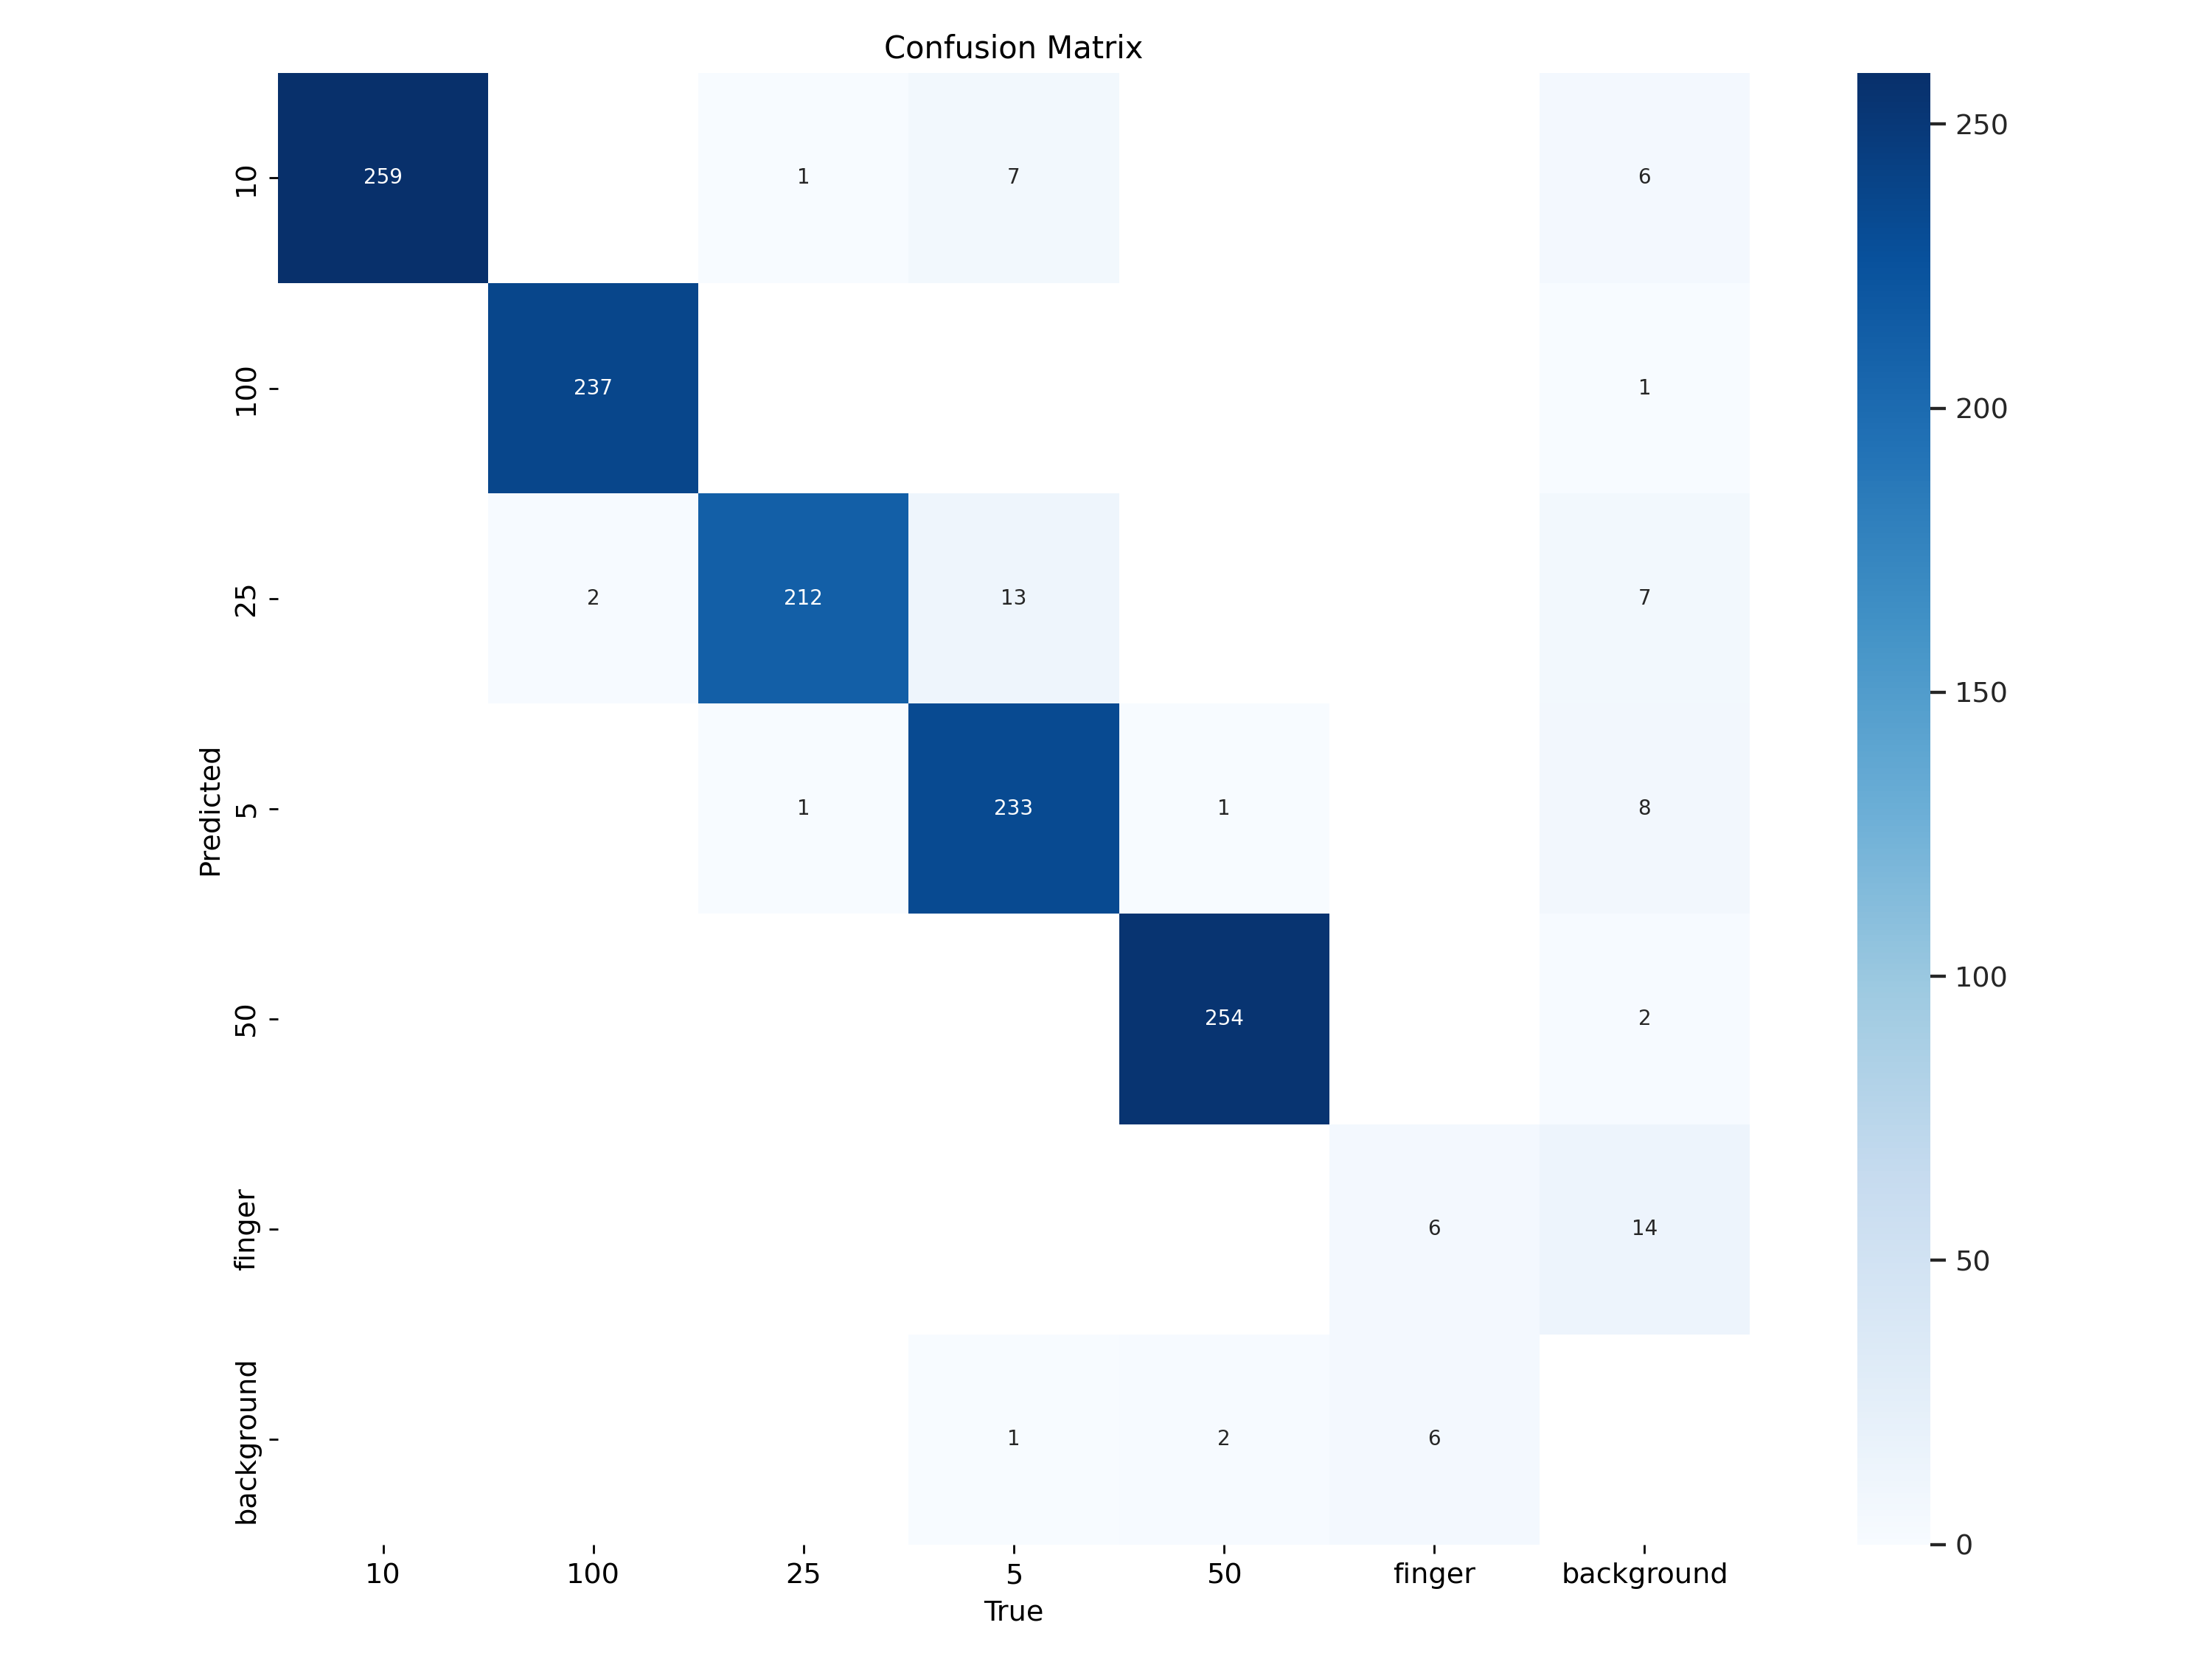 Confusion Matrix
10 259 1 7 6
100 237 1
25 2 212 13 7
5 1 233 1 8
50 254 2
finger 6 14
background 1 2 6
10 100 25 5 50 finger background
Predicted
True
250
200
150
100
50
0